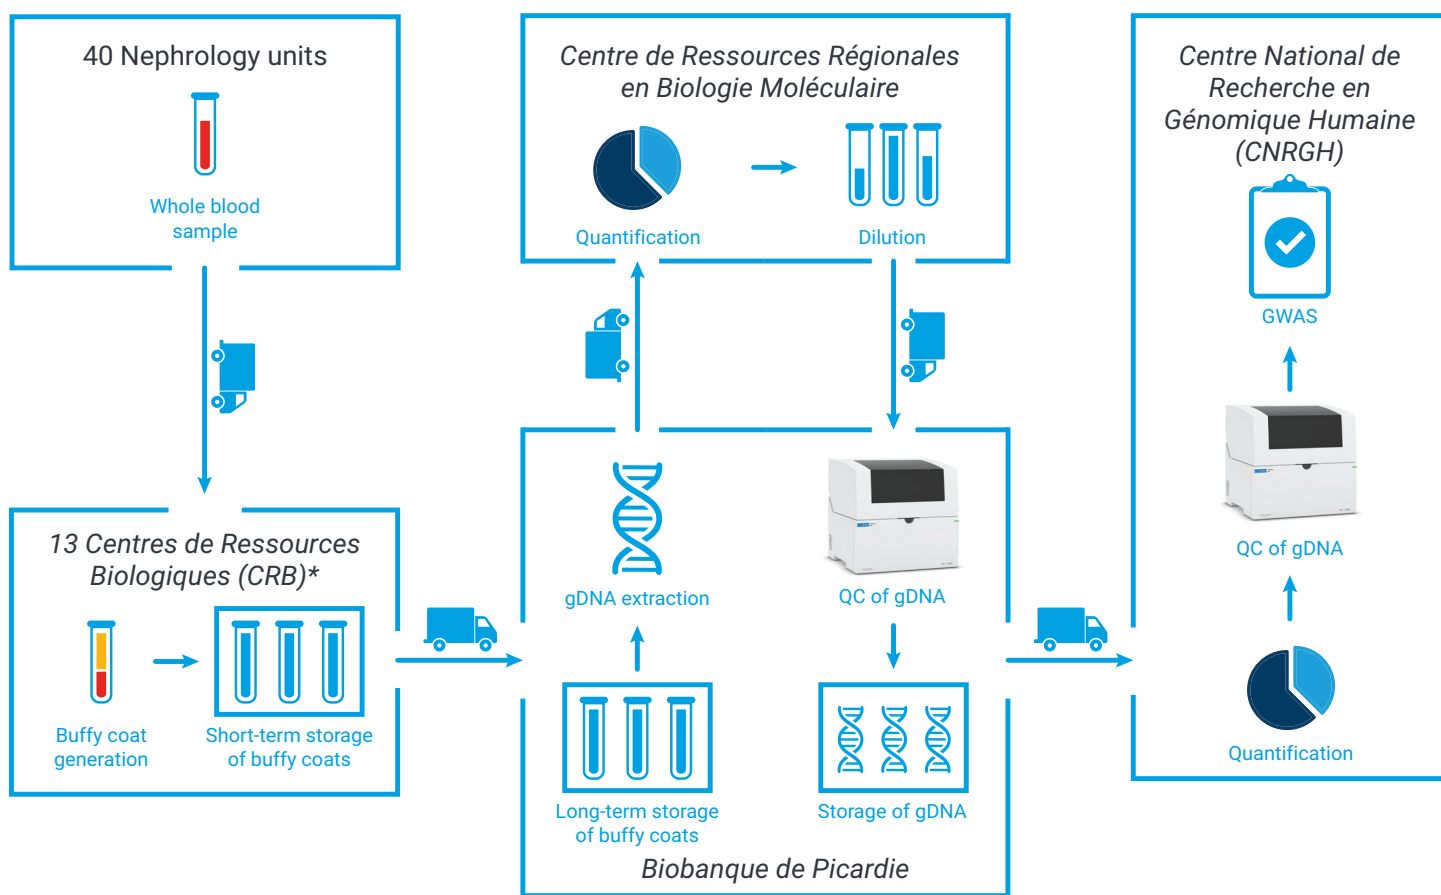 40 Nephrology units
Whole blood
sample
13 Centres de Ressources
Biologiques (CRB)*
Buffy coat
generation
Short-term storage
of buffy coats
Centre de Ressources Régionales
en Biologie Moléculaire
Quantification
Dilution
gDNA extraction
QC of gDNA
Long-term storage
of buffy coats
Storage of gDNA
Biobanque de Picardie
Centre National de
Recherche en
Génomique Humaine
(CNRGH)
GWAS
QC of gDNA
Quantification